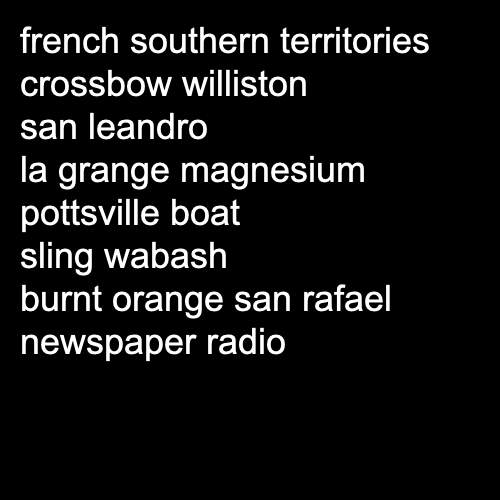 french southern territories
crossbow williston
san leandro
la grange magnesium
pottsville boat
sling wabash
burnt orange san rafael
newspaper radio